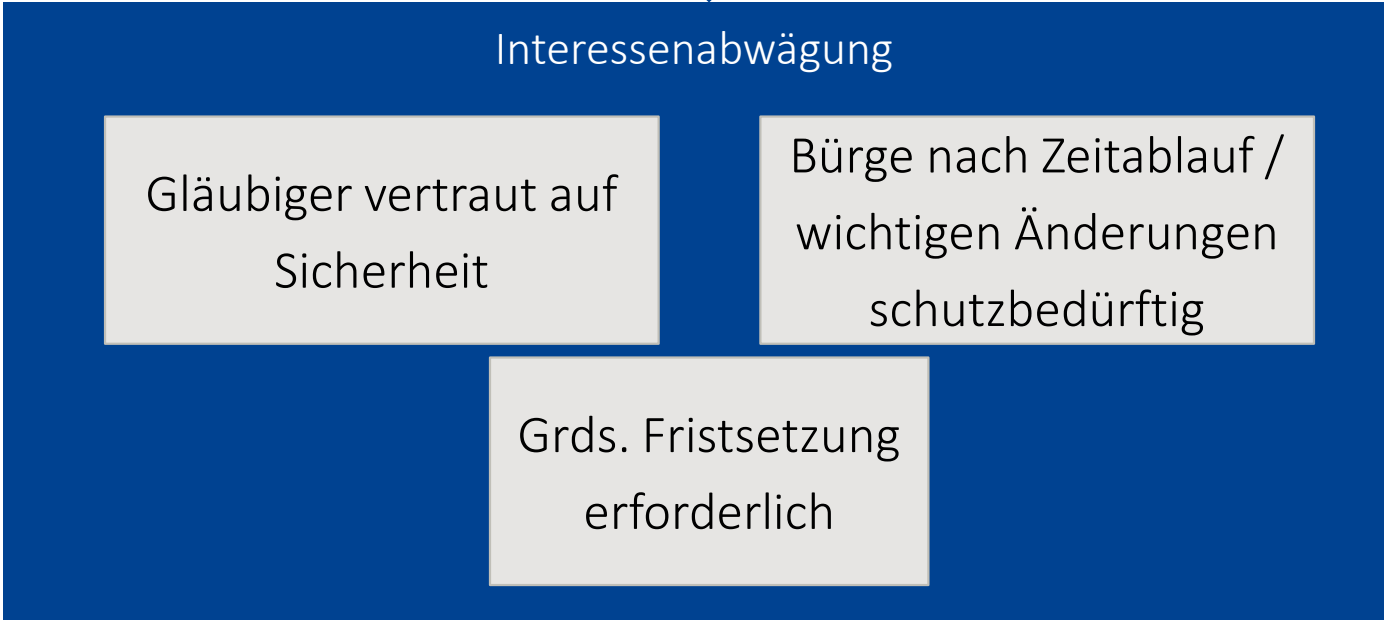 Interessenabwägung
Gläubiger vertraut auf
Sicherheit
Bürge nach Zeitablauf /
wichtigen Änderungen
schutzbedürftig
Grds. Fristsetzung
erforderlich